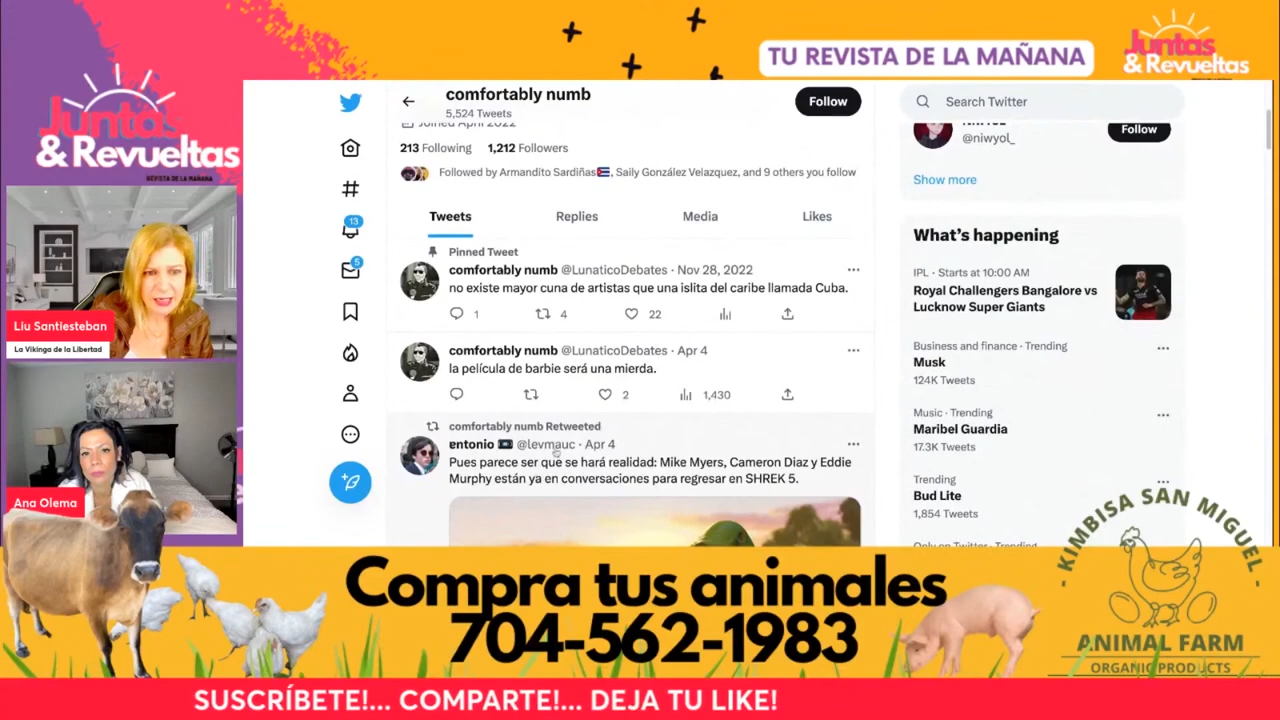 TU REVISTA DE LA MAÑANA
Juntas
& Revueltas
Juntas
& Revueltas
REVISTA DE LA MAÑANA
Liu Santiesteban
La Vikinga de la Libertad
Ana Olema
comfortably numb
5,524 Tweets
Follow
Joined April 2022
213 Following 1,212 Followers
Followed by Armandito Sardiñas🇨🇺, Saily González Velazquez, and 9 others you follow
Tweets Replies Media Likes
Pinned Tweet
comfortably numb @LunaticoDebates · Nov 28, 2022
no existe mayor cuna de artistas que una islita del caribe llamada Cuba.
1 4 22
comfortably numb @LunaticoDebates · Apr 4
la película de barbie será una mierda.
2 1,430
comfortably numb Retweeted
entonio @levmauc · Apr 4
Pues parece ser que se hará realidad: Mike Myers, Cameron Diaz y Eddie
Murphy están ya en conversaciones para regresar en SHREK 5.
13
5
Search Twitter
@niwyol_
Follow
Show more
What's happening
IPL · Starts at 10:00 AM
Royal Challengers Bangalore vs
Lucknow Super Giants
Business and finance · Trending
Musk
124K Tweets
Music · Trending
Maribel Guardia
17.3K Tweets
Trending
Bud Lite
1,854 Tweets
Only on Twitter · Trending
Compra tus animales
704-562-1983
- KIMBISA SAN MIGUEL -
ANIMAL FARM
ORGANIC PRODUCTS
SUSCRÍBETE!... COMPARTE!... DEJA TU LIKE!